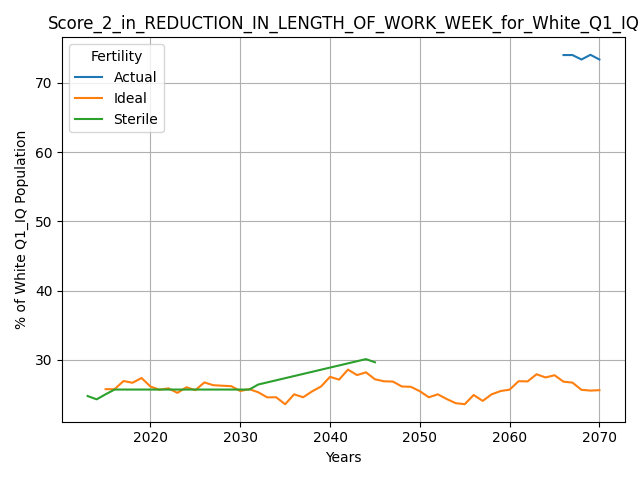 Score_2_in_REDUCTION_IN_LENGTH_OF_WORK_WEEK_for_White_Q1_IQ
Fertility
Actual
Ideal
Sterile
% of White Q1_IQ Population
70
60
50
40
30
2020 2030 2040 2050 2060 2070
Years